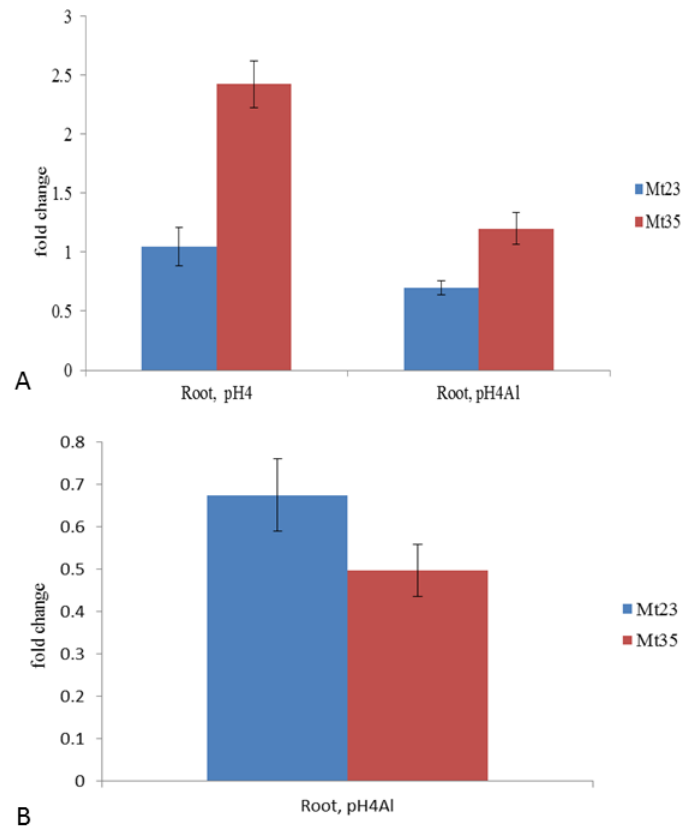 3
2.5
2
1.5
1
0.5
0
fold change
Mt23
Mt35
Root, pH4
Root, pH4Al
A
0.8
0.7
0.6
0.5
0.4
0.3
0.2
0.1
0
fold change
Mt23
Mt35
Root, pH4Al
B